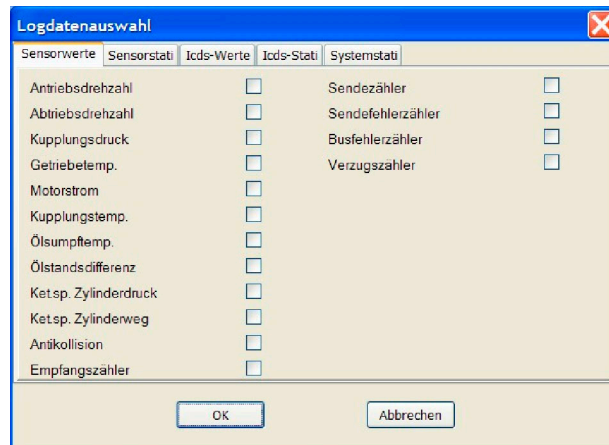 Logdatenauswahl
Sensorwerte Sensorstati Icds-Werte Icds-Stati Systemstati
Antriebsdrehzahl
Abtriebsdrehzahl
Kupplungsdruck
Getriebetemp.
Motorstrom
Kupplungstemp.
Ölsumpftemp.
Ölstandsdifferenz
Ket.sp. Zylinderdruck
Ket.sp. Zylinderweg
Antikollision
Empfangszähler
Sendezähler
Sendefehlerzähler
Busfehlerzähler
Verzugszähler
OK Abbrechen